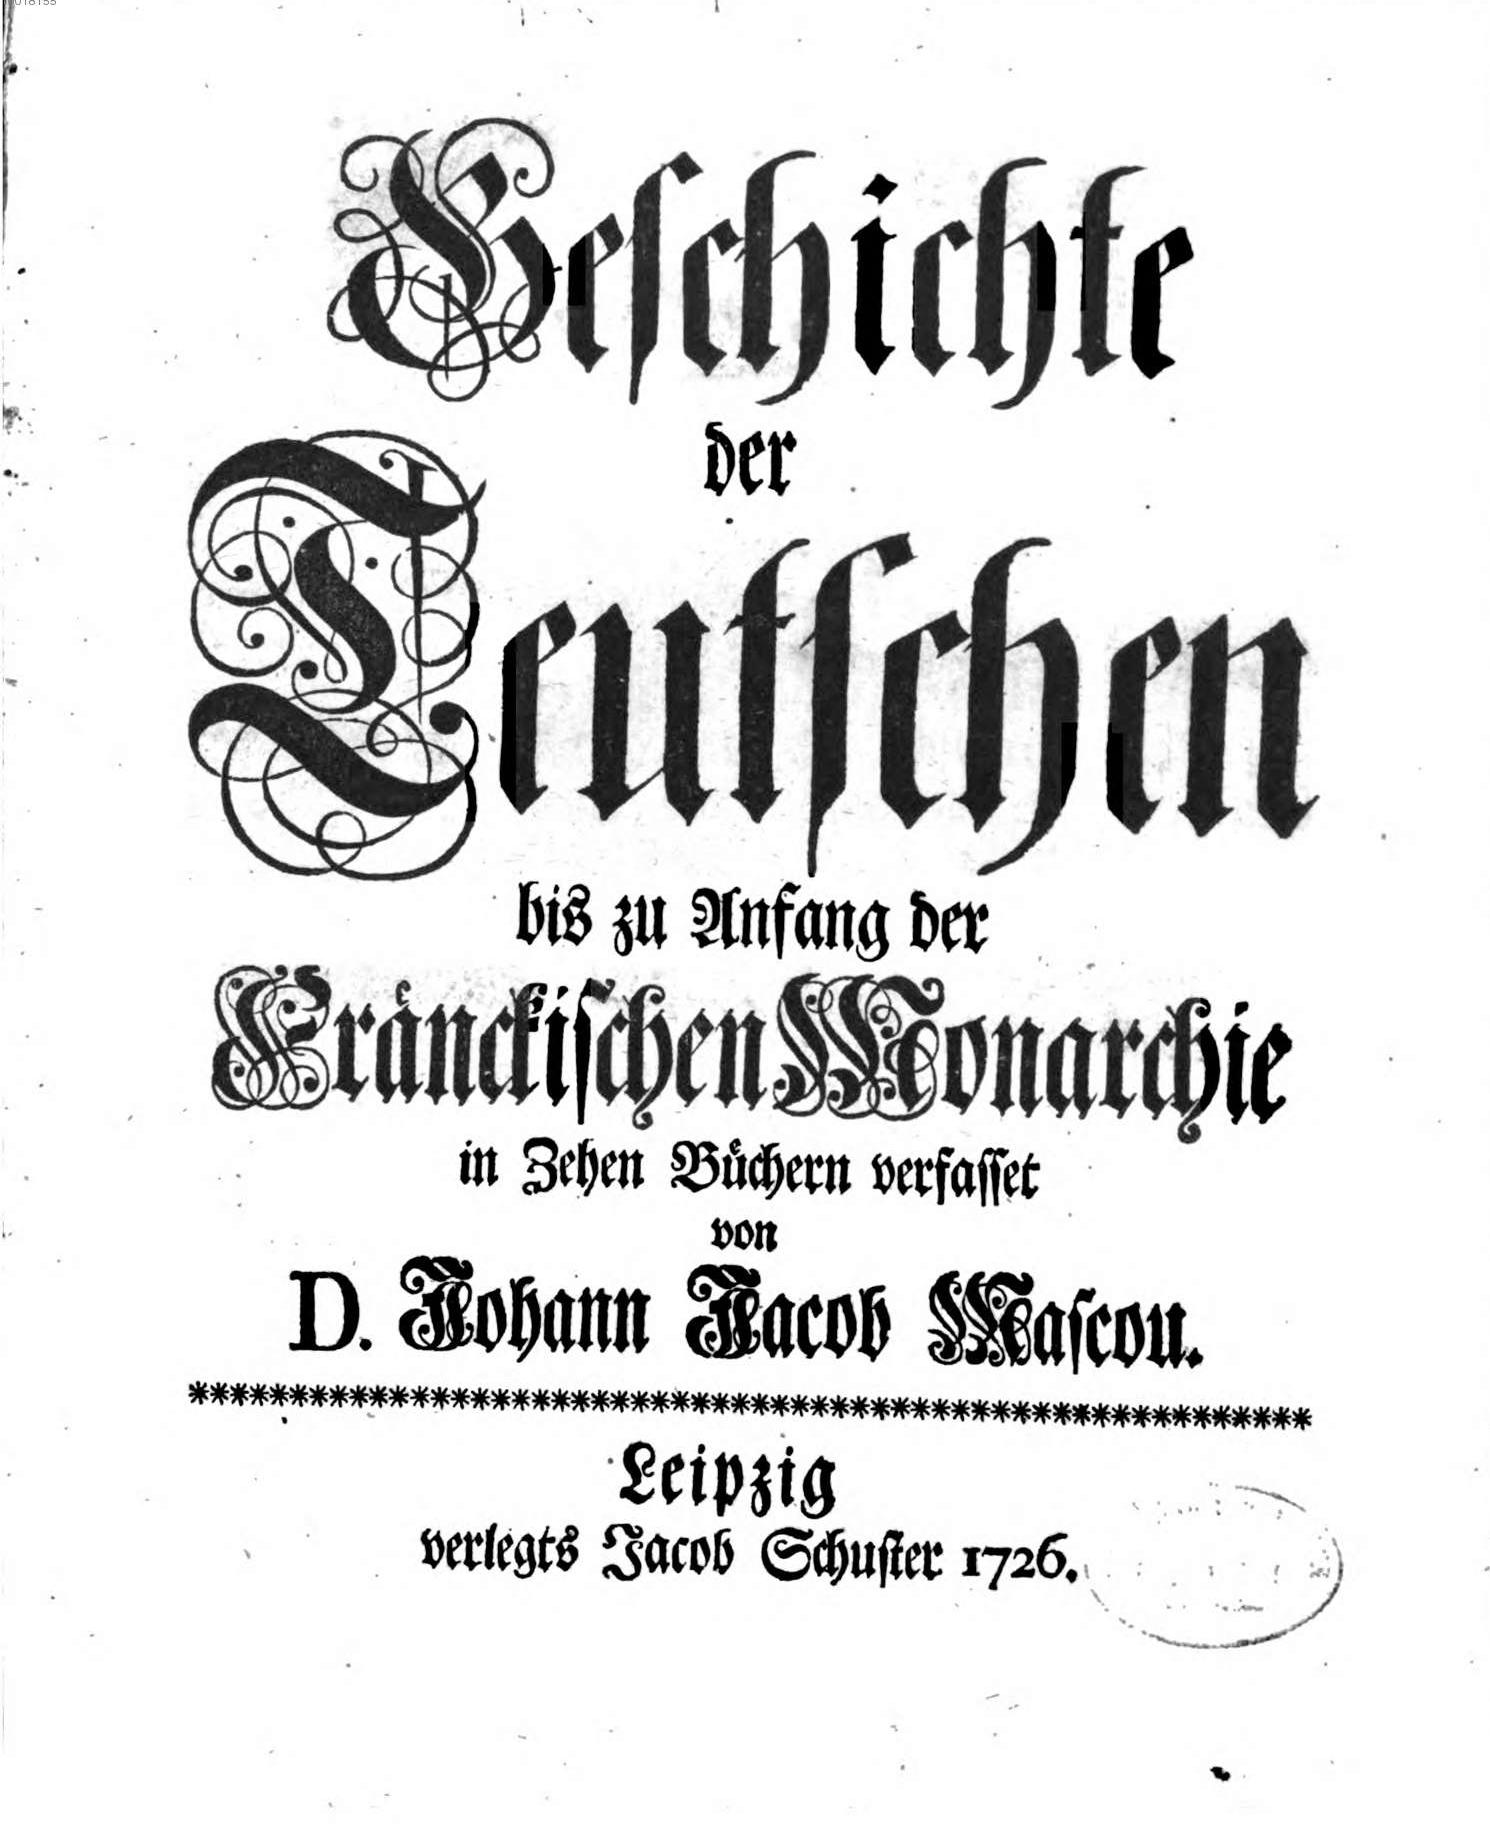 Geschichte
der
Teutschen
bis zu Anfang der
Fränckischen Monarchie
in Zehen Büchern verfasset
von
D. Johann Jacob Mascou.
********************************************************
Leipzig
verlegts Jacob Schuster 1726.